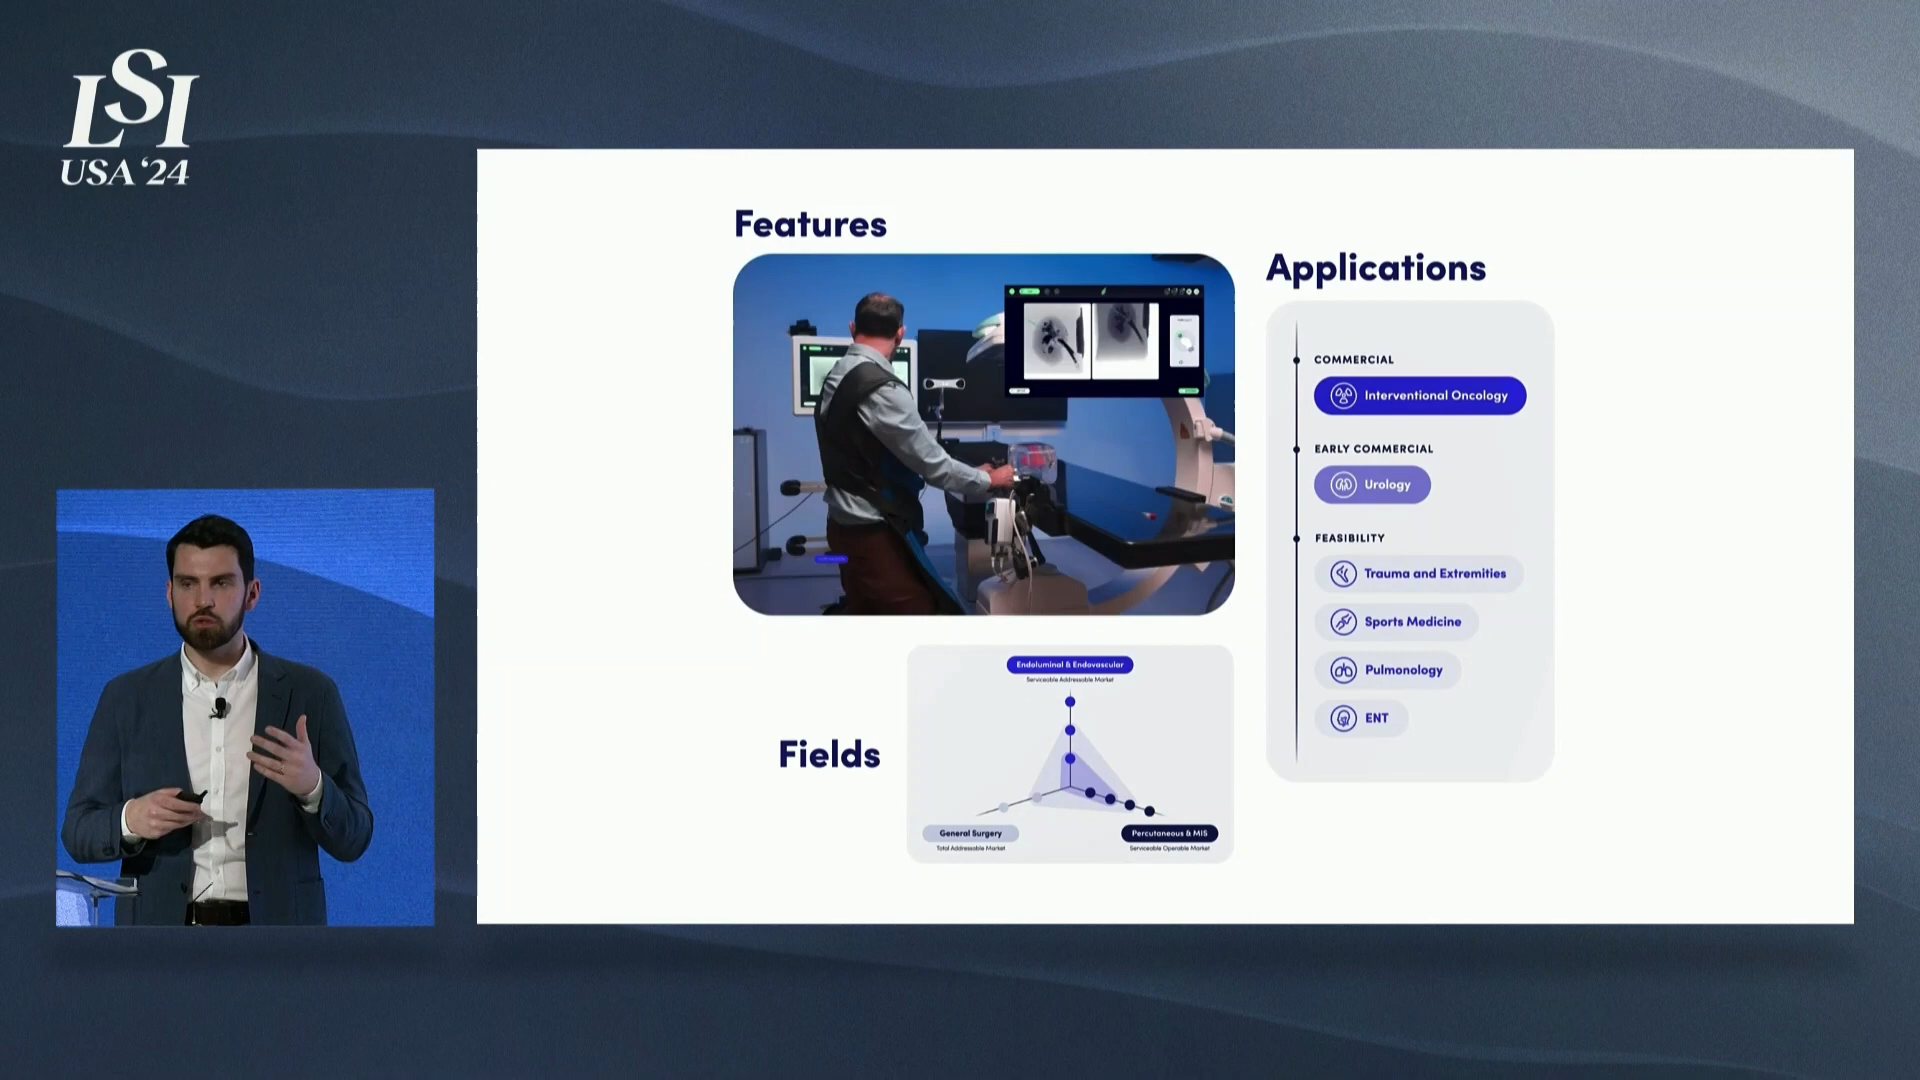 LSI
USA '24
Features
Applications
COMMERCIAL
Interventional Oncology
EARLY COMMERCIAL
Urology
FEASIBILITY
Trauma and Extremities
Sports Medicine
Pulmonology
ENT
Fields
Endoluminal & Endovascular
Serviceable Addressable Market
General Surgery
Total Addressable Market
Percutaneous & MIS
Serviceable Operable Market